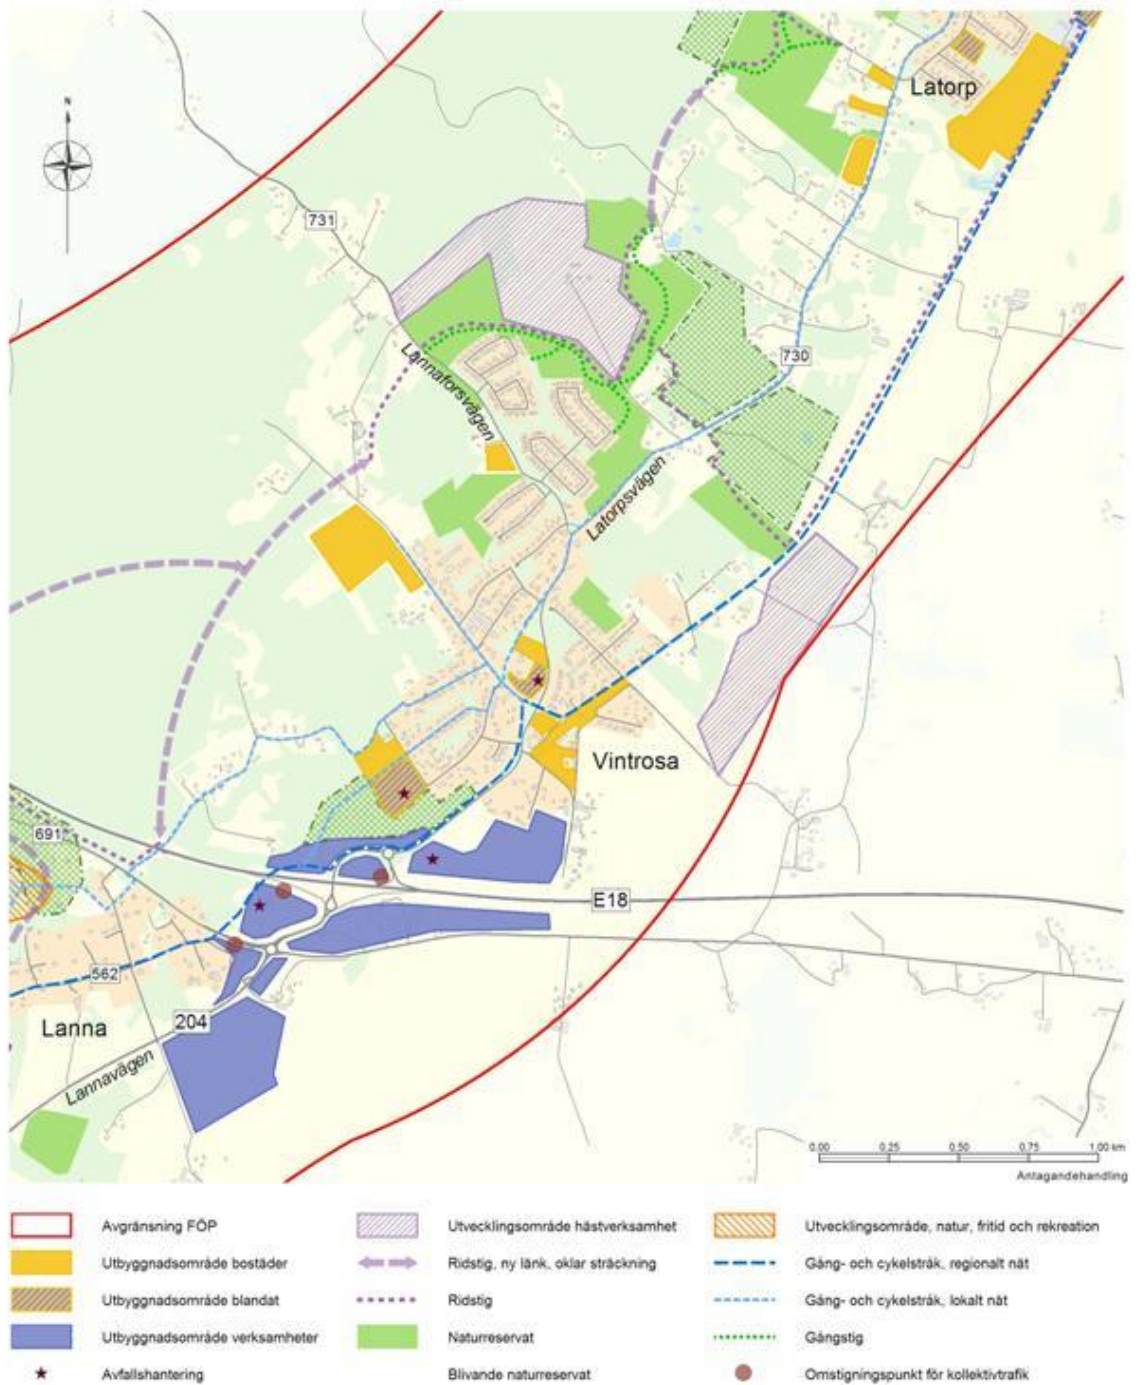 Latorp
N
731
730
Lannaforsvägen
Latorpsvägen
Vintrosa
691
E18
562
204
Lanna
Lannavägen
0,00 0,25 0,50 0,75 1,00 km
Antagandehandling
Avgränsning FÖP
Utvecklingsområde hästverksamhet
Utvecklingsområde, natur, fritid och rekreation
Utbyggnadsområde bostäder
Ridstig, ny länk, oklar sträckning
Gång- och cykelstråk, regionalt nät
Utbyggnadsområde blandat
Ridstig
Gång- och cykelstråk, lokalt nät
Utbyggnadsområde verksamheter
Naturreservat
Gångstig
Avfallshantering
Blivande naturreservat
Omstigningspunkt för kollektivtrafik